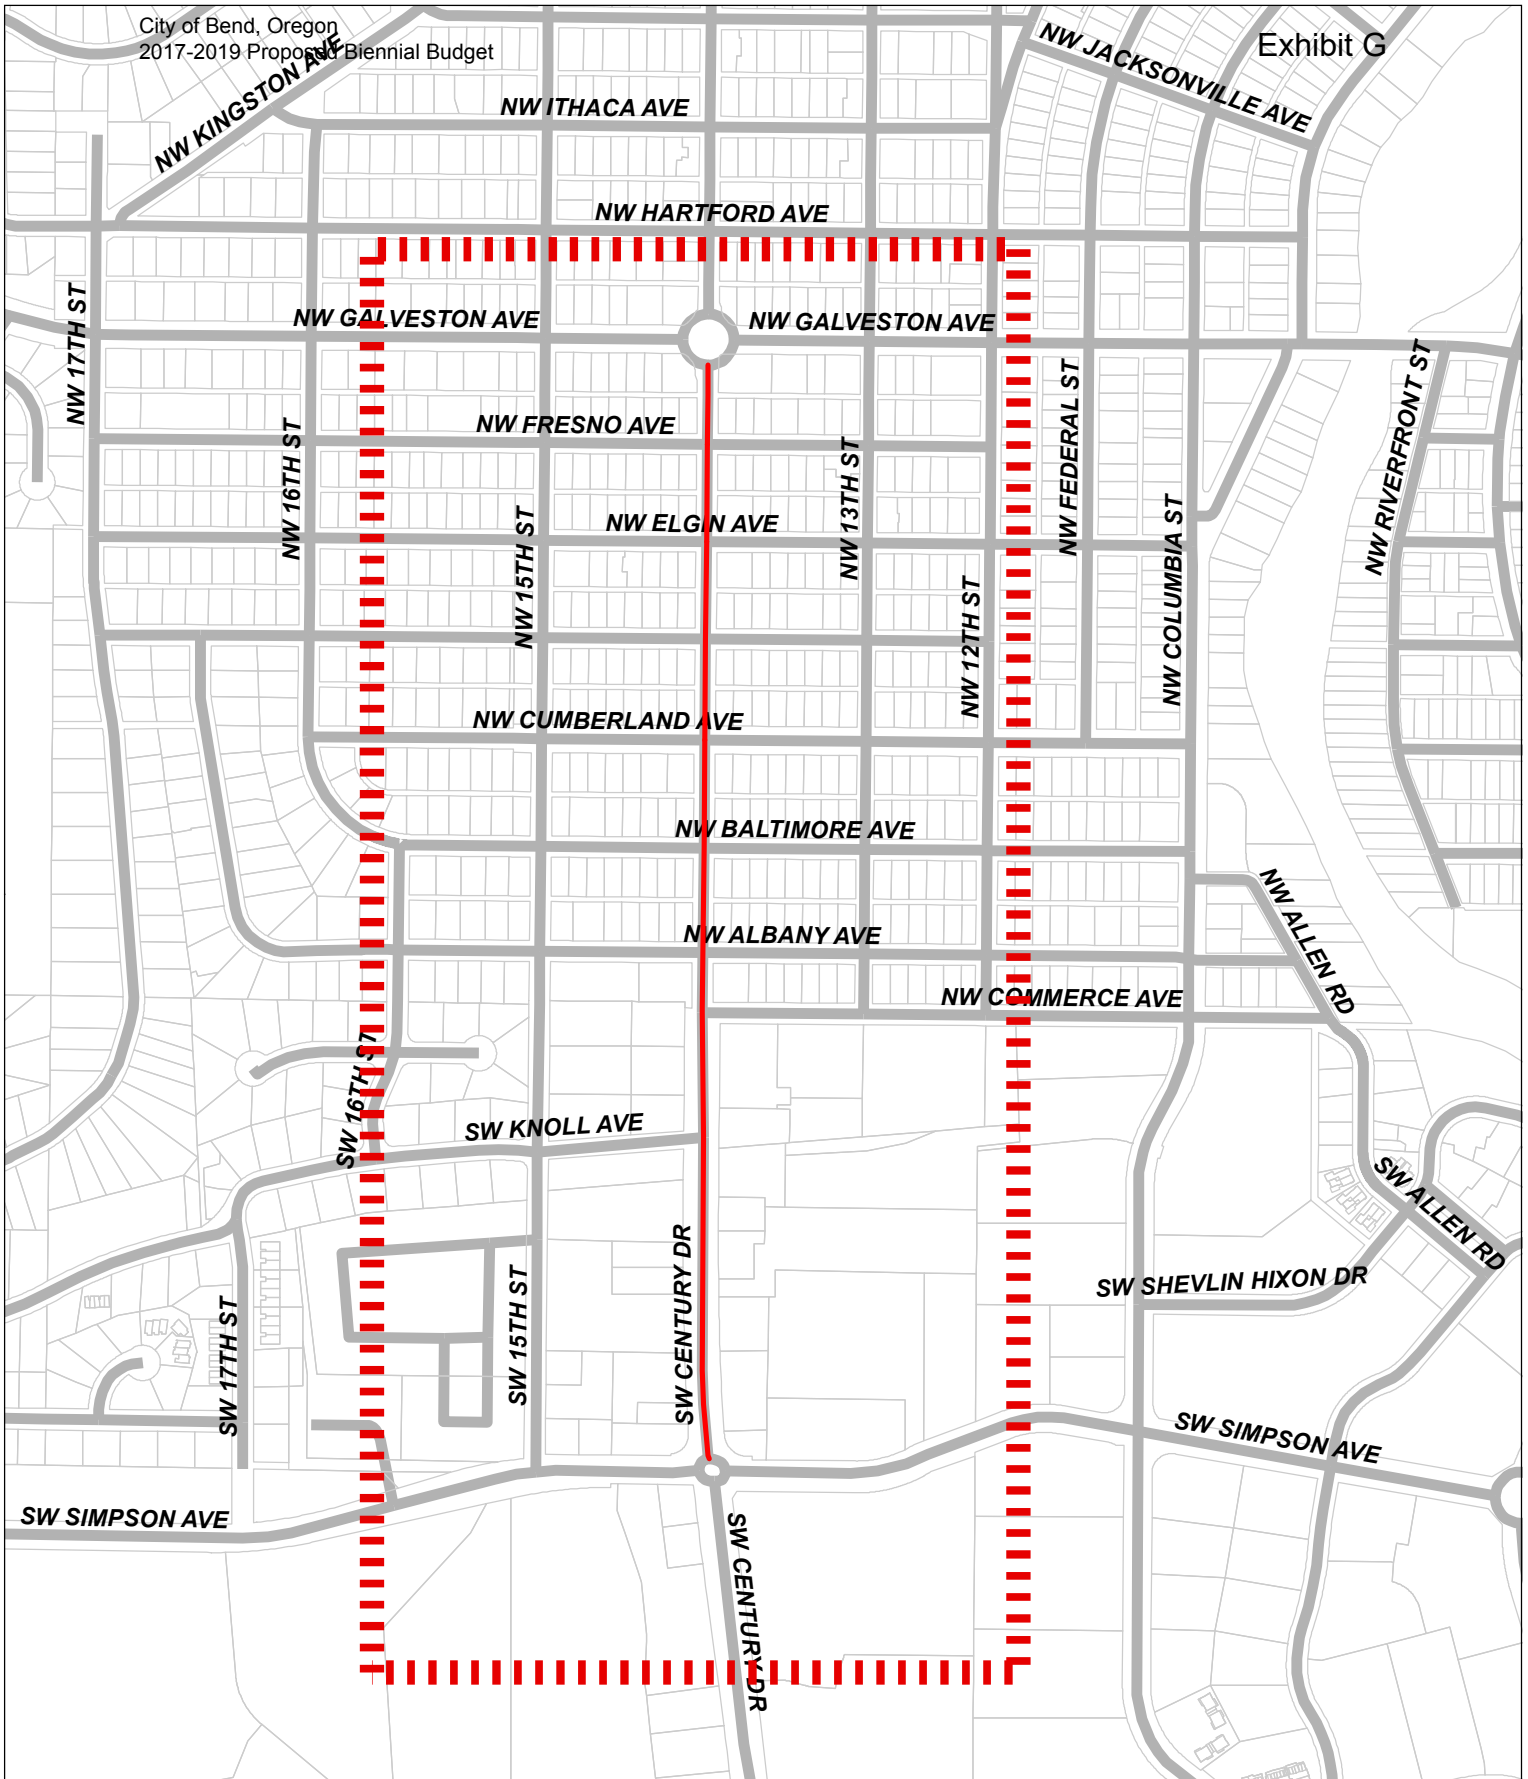 City of Bend, Oregon
2017-2019 Proposed Biennial Budget
Exhibit G
NW KINGSTON AVE
NW JACKSONVILLE AVE
NW ITHACA AVE
NW HARTFORD AVE
NW GALVESTON AVE
NW GALVESTON AVE
NW 17TH ST
NW FRESNO AVE
NW 16TH ST
NW 13TH ST
NW FEDERAL ST
NW RIVERFRONT ST
NW ELGIN AVE
NW 15TH ST
NW 12TH ST
NW COLUMBIA ST
NW CUMBERLAND AVE
NW BALTIMORE AVE
NW ALBANY AVE
NW ALLEN RD
NW COMMERCE AVE
SW 16TH ST
SW KNOLL AVE
SW ALLEN RD
SW CENTURY DR
SW SHEVLIN HIXON DR
SW 15TH ST
SW 17TH ST
SW SIMPSON AVE
SW SIMPSON AVE
SW CENTURY DR